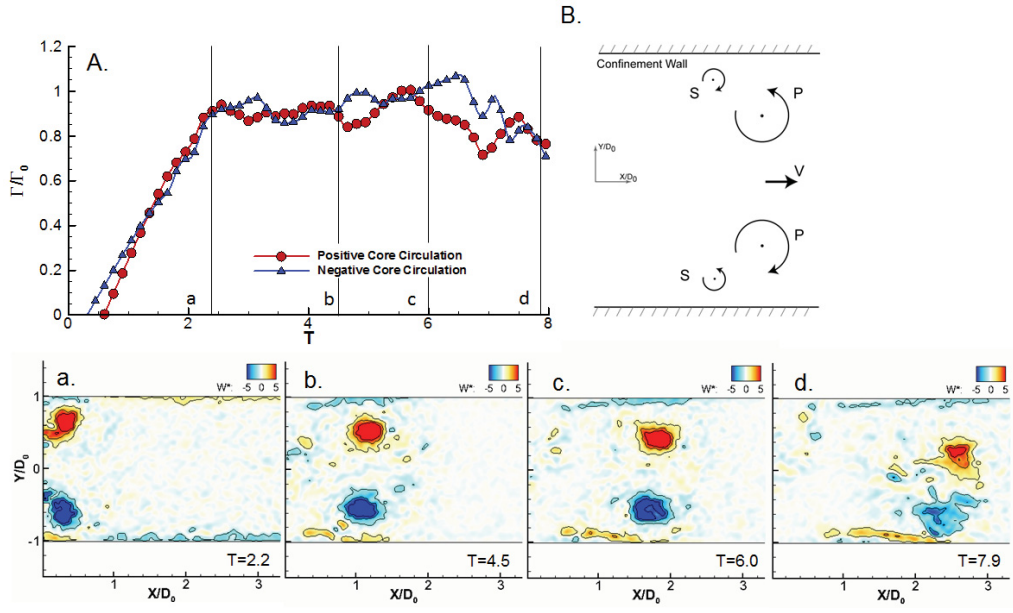 B.
A.
1.2
1
0.8
0.6
0.4
0.2
0
Γ/Γ₀
Positive Core Circulation
Negative Core Circulation
a
b
c
d
0
2
4
6
8
T
Confinement Wall
S
P
Y/D₀
X/D₀
V
P
S
a.
W*: -5 0 5
1
0
-1
Y/D₀
T=2.2
1 2 3
X/D₀
b.
W*: -5 0 5
T=4.5
1 2 3
X/D₀
c.
W*: -5 0 5
T=6.0
1 2 3
X/D₀
d.
W*: -5 0 5
T=7.9
1 2 3
X/D₀